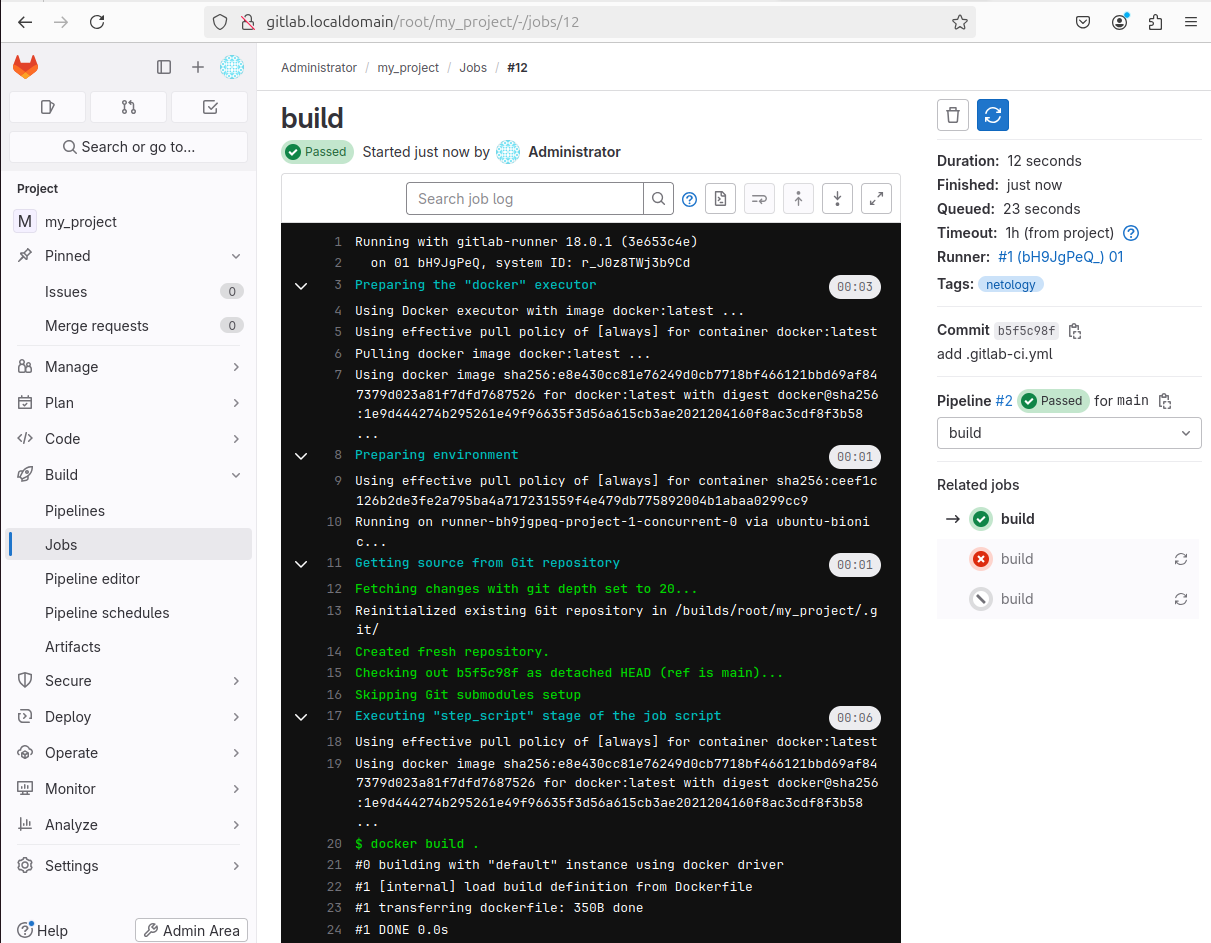 gitlab.localdomain/root/my_project/-/jobs/12
Search or go to...
Project
M my_project
Pinned
Issues 0
Merge requests 0
Manage
Plan
Code
Build
Pipelines
Jobs
Pipeline editor
Pipeline schedules
Artifacts
Secure
Deploy
Operate
Monitor
Analyze
Settings
Help
Admin Area
Administrator / my_project / Jobs / #12
build
Passed Started just now by Administrator
Search job log
1 Running with gitlab-runner 18.0.1 (3e653c4e)
2 on 01 bH9JgPeQ, system ID: r_J0z8TWj3b9Cd
3 Preparing the "docker" executor 00:03
4 Using Docker executor with image docker:latest ...
5 Using effective pull policy of [always] for container docker:latest
6 Pulling docker image docker:latest ...
7 Using docker image sha256:e8e430cc81e76249d0cb7718bf466121bbd69af84
7379d023a81f7dfd7687526 for docker:latest with digest docker@sha256
:1e9d444274b295261e49f96635f3d56a615cb3ae2021204160f8ac3cdf8f3b58
...
8 Preparing environment 00:01
9 Using effective pull policy of [always] for container sha256:ceef1c
126b2de3fe2a795ba4a717231559f4e479db775892004b1abaa0299cc9
10 Running on runner-bh9jgpeq-project-1-concurrent-0 via ubuntu-bioni
c...
11 Getting source from Git repository 00:01
12 Fetching changes with git depth set to 20...
13 Reinitialized existing Git repository in /builds/root/my_project/.g
it/
14 Created fresh repository.
15 Checking out b5f5c98f as detached HEAD (ref is main)...
16 Skipping Git submodules setup
17 Executing "step_script" stage of the job script 00:06
18 Using effective pull policy of [always] for container docker:latest
19 Using docker image sha256:e8e430cc81e76249d0cb7718bf466121bbd69af84
7379d023a81f7dfd7687526 for docker:latest with digest docker@sha256
:1e9d444274b295261e49f96635f3d56a615cb3ae2021204160f8ac3cdf8f3b58
...
20 $ docker build .
21 #0 building with "default" instance using docker driver
22 #1 [internal] load build definition from Dockerfile
23 #1 transferring dockerfile: 350B done
24 #1 DONE 0.0s
Duration: 12 seconds
Finished: just now
Queued: 23 seconds
Timeout: 1h (from project)
Runner: #1 (bH9JgPeQ_) 01
Tags: netology
Commit b5f5c98f
add .gitlab-ci.yml
Pipeline #2 Passed for main
build
Related jobs
build
build
build